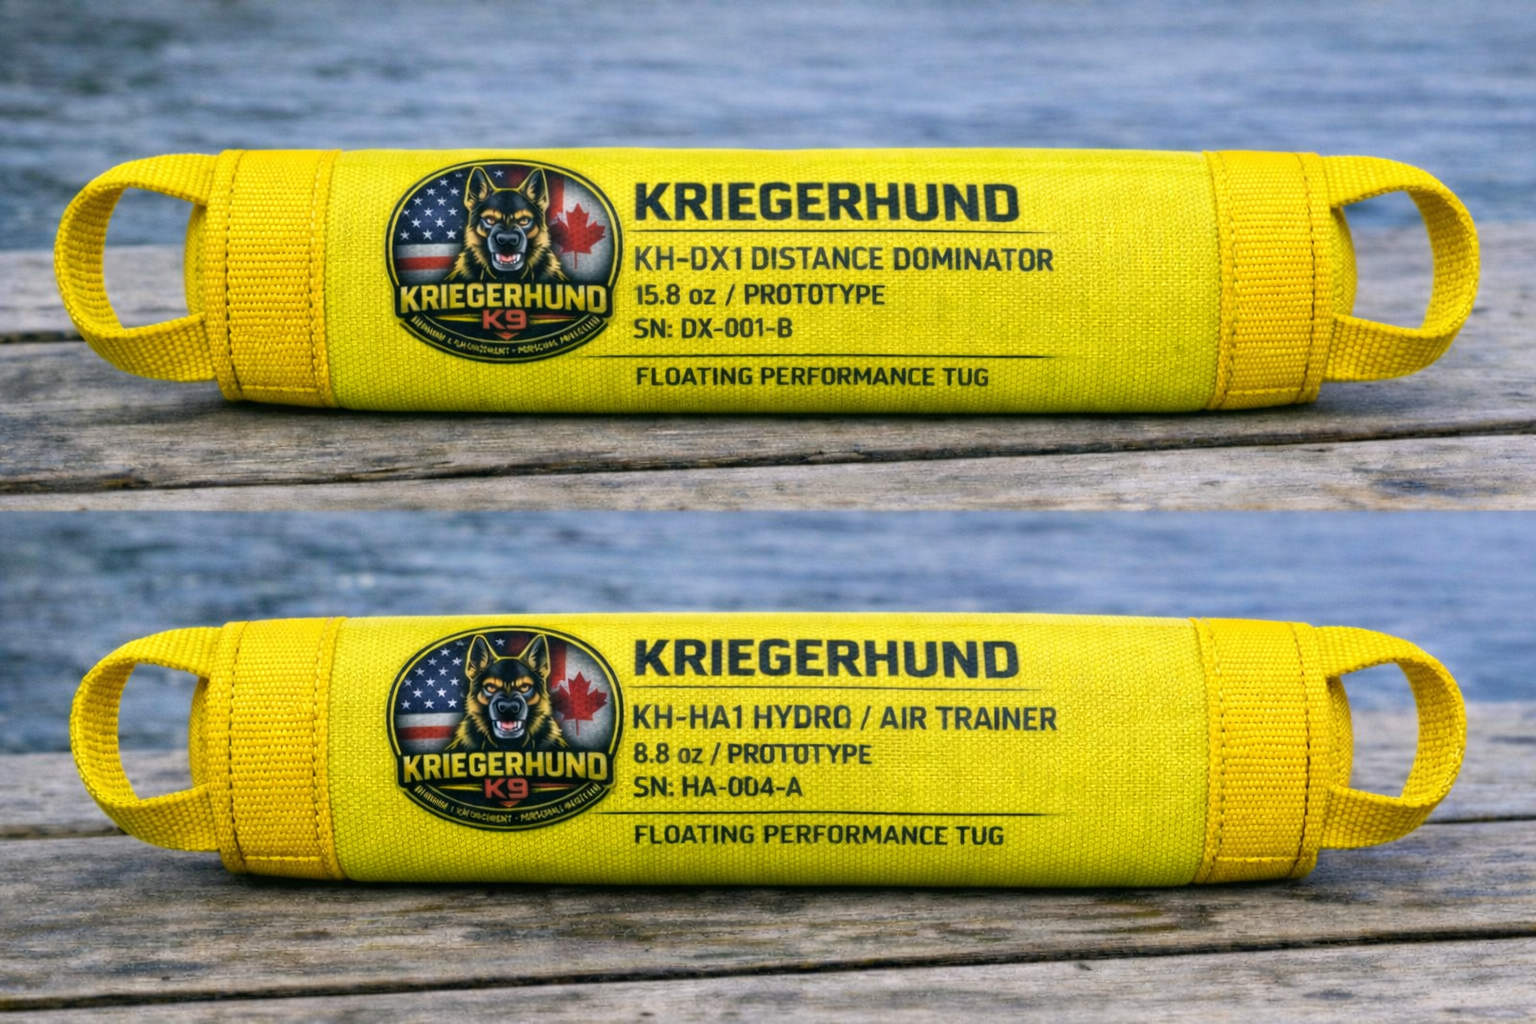 KRIEGERHUND
K9
KRIEGERHUND
KH-DX1 DISTANCE DOMINATOR
15.8 oz / PROTOTYPE
SN: DX-001-B
FLOATING PERFORMANCE TUG
KRIEGERHUND
K9
KRIEGERHUND
KH-HA1 HYDRO / AIR TRAINER
8.8 oz / PROTOTYPE
SN: HA-004-A
FLOATING PERFORMANCE TUG